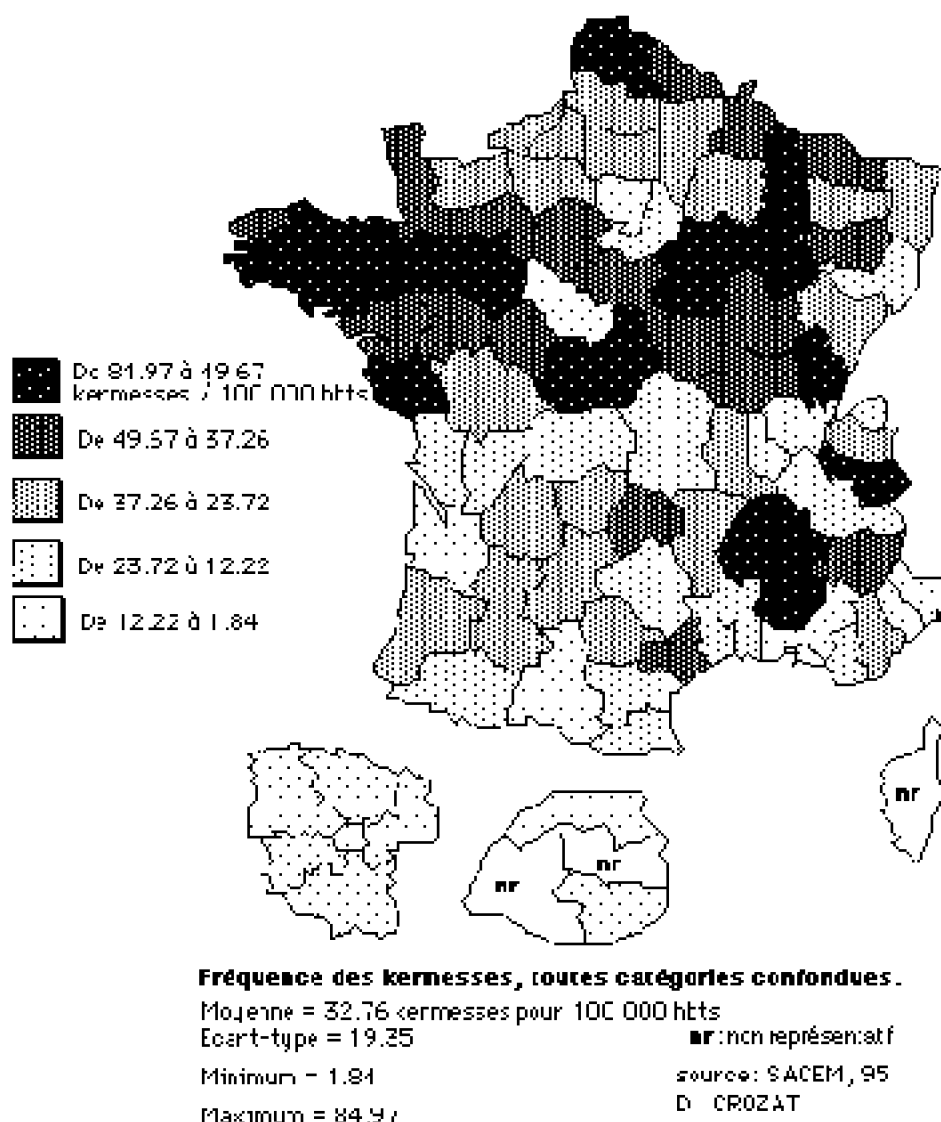 De 84.97 à 49.67
kermesses / 100 000 hbts
De 49.67 à 37.26
De 37.26 à 23.72
De 23.72 à 12.22
De 12.22 à 1.84
nr
nr
nr
Fréquence des kermesses, toutes catégories confondues.
Moyenne = 32.76 kermesses pour 100 000 hbts
Ecart-type = 19.35
nr : non représentatif
Minimum = 1.84
source: SACEM, 95
Maximum = 84.97
D. CROZAT